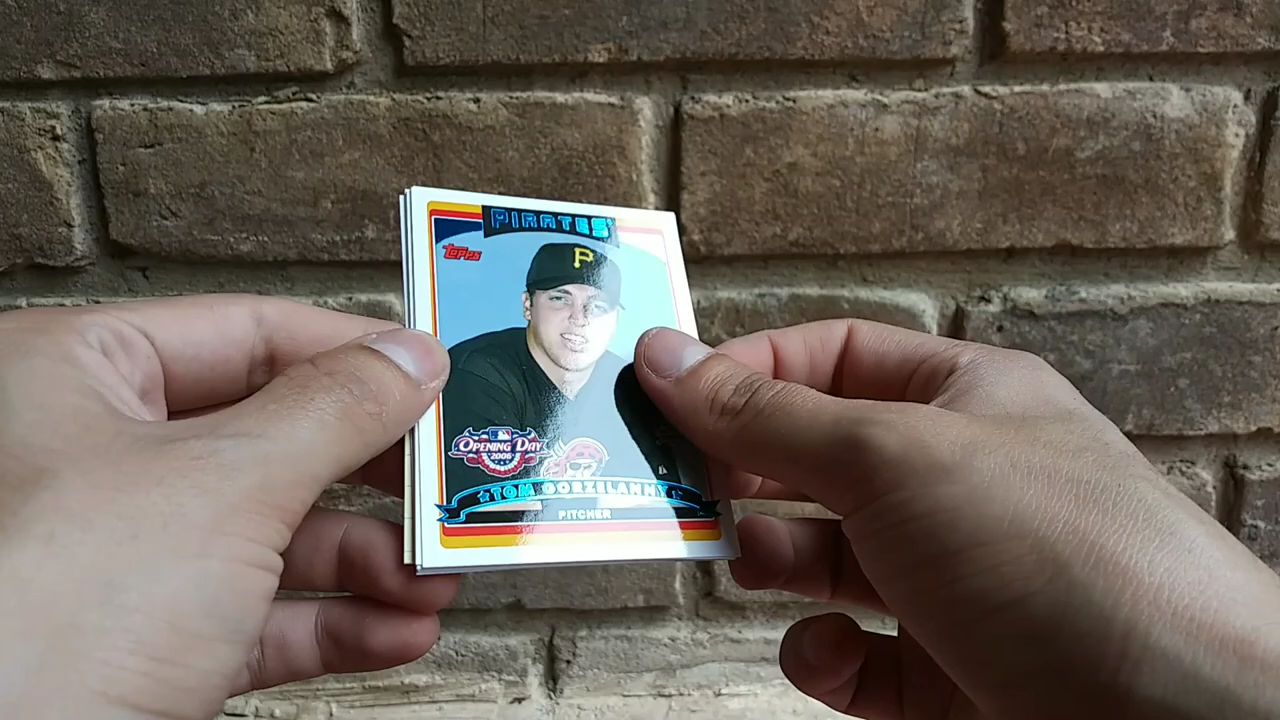 PIRATES
Topps
P
OPENING DAY
2006
TOM GORZELANNY
PITCHER